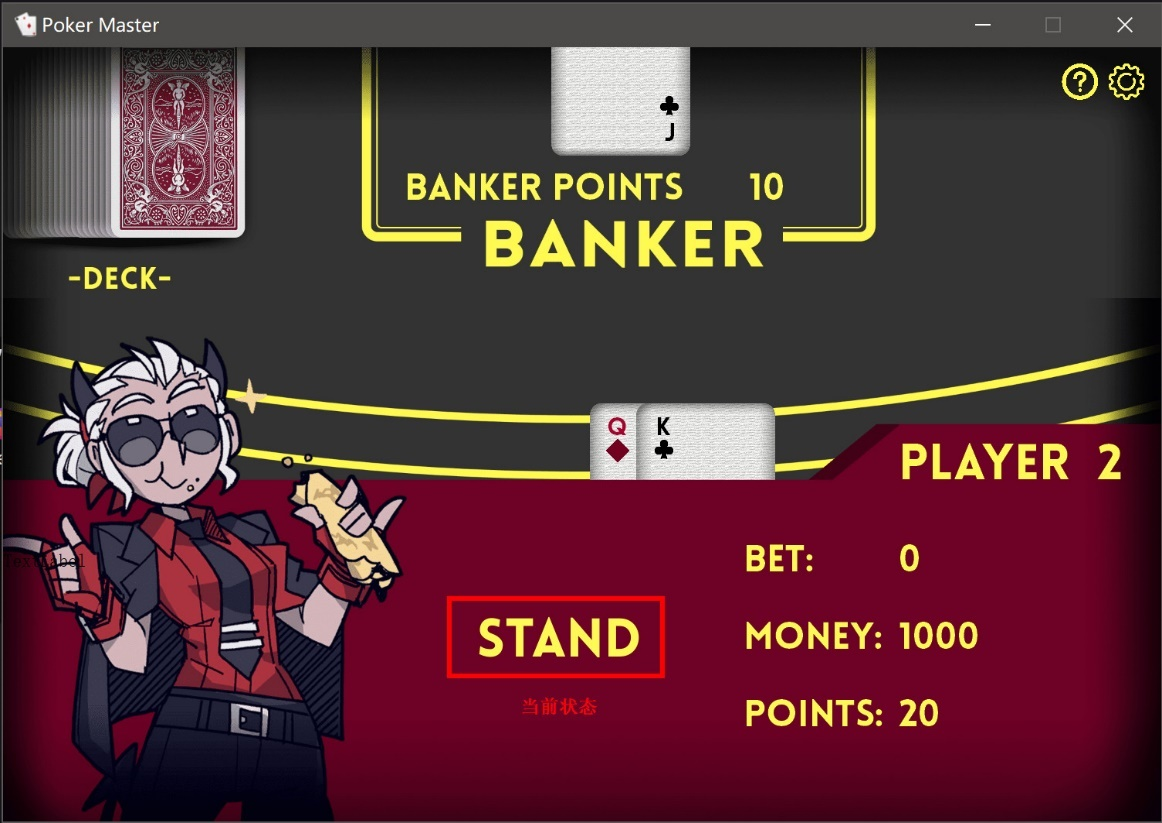 Poker Master
♣
J
BANKER POINTS 10
BANKER
-DECK-
Q K
♦ ♣
PLAYER 2
BET: 0
TextLabel
STAND
MONEY: 1000
当前状态
POINTS: 20